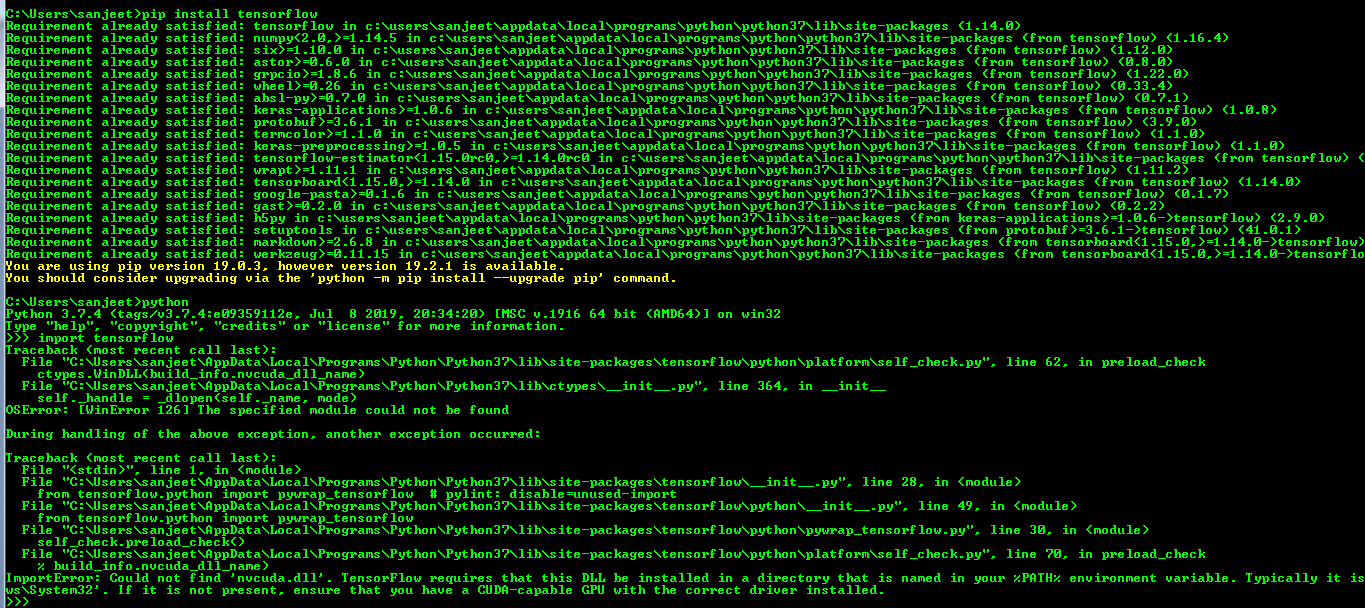 C:\Users\sanjeet>pip install tensorflow
Requirement already satisfied: tensorflow in c:\users\sanjeet\appdata\local\programs\python\python37\lib\site-packages (1.14.0)
Requirement already satisfied: numpy<2.0,>=1.14.5 in c:\users\sanjeet\appdata\local\programs\python\python37\lib\site-packages (from tensorflow) (1.16.4)
Requirement already satisfied: six>=1.10.0 in c:\users\sanjeet\appdata\local\programs\python\python37\lib\site-packages (from tensorflow) (1.12.0)
Requirement already satisfied: astor>=0.6.0 in c:\users\sanjeet\appdata\local\programs\python\python37\lib\site-packages (from tensorflow) (0.8.0)
Requirement already satisfied: grpcio>=1.8.6 in c:\users\sanjeet\appdata\local\programs\python\python37\lib\site-packages (from tensorflow) (1.22.0)
Requirement already satisfied: wheel>=0.26 in c:\users\sanjeet\appdata\local\programs\python\python37\lib\site-packages (from tensorflow) (0.33.4)
Requirement already satisfied: absl-py>=0.7.0 in c:\users\sanjeet\appdata\local\programs\python\python37\lib\site-packages (from tensorflow) (0.7.1)
Requirement already satisfied: keras-applications>=1.0.6 in c:\users\sanjeet\appdata\local\programs\python\python37\lib\site-packages (from tensorflow) (1.0.8)
Requirement already satisfied: protobuf>=3.6.1 in c:\users\sanjeet\appdata\local\programs\python\python37\lib\site-packages (from tensorflow) (3.9.0)
Requirement already satisfied: termcolor>=1.1.0 in c:\users\sanjeet\appdata\local\programs\python\python37\lib\site-packages (from tensorflow) (1.1.0)
Requirement already satisfied: keras-preprocessing>=1.0.5 in c:\users\sanjeet\appdata\local\programs\python\python37\lib\site-packages (from tensorflow) (1.1.0)
Requirement already satisfied: tensorflow-estimator<1.15.0rc0,>=1.14.0rc0 in c:\users\sanjeet\appdata\local\programs\python\python37\lib\site-packages (from tensorflow) (
Requirement already satisfied: wrapt>=1.11.1 in c:\users\sanjeet\appdata\local\programs\python\python37\lib\site-packages (from tensorflow) (1.11.2)
Requirement already satisfied: tensorboard<1.15.0,>=1.14.0 in c:\users\sanjeet\appdata\local\programs\python\python37\lib\site-packages (from tensorflow) (1.14.0)
Requirement already satisfied: google-pasta>=0.1.6 in c:\users\sanjeet\appdata\local\programs\python\python37\lib\site-packages (from tensorflow) (0.1.7)
Requirement already satisfied: gast>=0.2.0 in c:\users\sanjeet\appdata\local\programs\python\python37\lib\site-packages (from tensorflow) (0.2.2)
Requirement already satisfied: h5py in c:\users\sanjeet\appdata\local\programs\python\python37\lib\site-packages (from keras-applications>=1.0.6->tensorflow) (2.9.0)
Requirement already satisfied: setuptools in c:\users\sanjeet\appdata\local\programs\python\python37\lib\site-packages (from protobuf>=3.6.1->tensorflow) (41.0.1)
Requirement already satisfied: markdown>=2.6.8 in c:\users\sanjeet\appdata\local\programs\python\python37\lib\site-packages (from tensorboard<1.15.0,>=1.14.0->tensorflow)
Requirement already satisfied: werkzeug>=0.11.15 in c:\users\sanjeet\appdata\local\programs\python\python37\lib\site-packages (from tensorboard<1.15.0,>=1.14.0->tensorflo
You are using pip version 19.0.3, however version 19.2.1 is available.
You should consider upgrading via the 'python -m pip install --upgrade pip' command.
C:\Users\sanjeet>python
Python 3.7.4 (tags/v3.7.4:e09359112e, Jul  8 2019, 20:34:20) [MSC v.1916 64 bit (AMD64)] on win32
Type "help", "copyright", "credits" or "license" for more information.
>>> import tensorflow
Traceback (most recent call last):
  File "C:\Users\sanjeet\AppData\Local\Programs\Python\Python37\lib\site-packages\tensorflow\python\platform\self_check.py", line 62, in preload_check
    ctypes.WinDLL(build_info.nvcuda_dll_name)
  File "C:\Users\sanjeet\AppData\Local\Programs\Python\Python37\lib\ctypes\__init__.py", line 364, in __init__
    self._handle = _dlopen(self._name, mode)
OSError: [WinError 126] The specified module could not be found
During handling of the above exception, another exception occurred:
Traceback (most recent call last):
  File "<stdin>", line 1, in <module>
  File "C:\Users\sanjeet\AppData\Local\Programs\Python\Python37\lib\site-packages\tensorflow\__init__.py", line 28, in <module>
    from tensorflow.python import pywrap_tensorflow  # pylint: disable=unused-import
  File "C:\Users\sanjeet\AppData\Local\Programs\Python\Python37\lib\site-packages\tensorflow\python\__init__.py", line 49, in <module>
    from tensorflow.python import pywrap_tensorflow
  File "C:\Users\sanjeet\AppData\Local\Programs\Python\Python37\lib\site-packages\tensorflow\python\pywrap_tensorflow.py", line 30, in <module>
    self_check.preload_check()
  File "C:\Users\sanjeet\AppData\Local\Programs\Python\Python37\lib\site-packages\tensorflow\python\platform\self_check.py", line 70, in preload_check
    % build_info.nvcuda_dll_name)
ImportError: Could not find 'nvcuda.dll'. TensorFlow requires that this DLL be installed in a directory that is named in your %PATH% environment variable. Typically it is
ws\System32'. If it is not present, ensure that you have a CUDA-capable GPU with the correct driver installed.
>>>